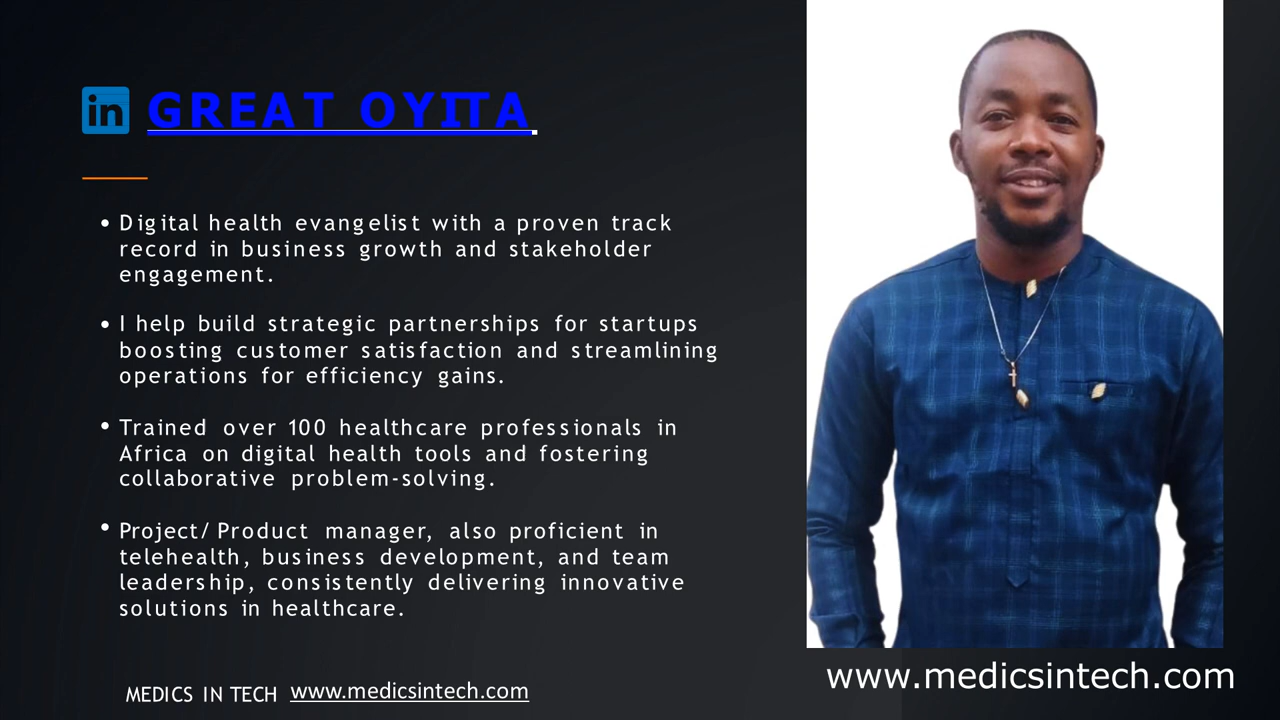 in GREAT OYITA
• Digital health evangelist with a proven track
record in business growth and stakeholder
engagement.
• I help build strategic partnerships for startups
boosting customer satisfaction and streamlining
operations for efficiency gains.
• Trained over 100 healthcare professionals in
Africa on digital health tools and fostering
collaborative problem-solving.
• Project/ Product manager, also proficient in
telehealth, business development, and team
leadership, consistently delivering innovative
solutions in healthcare.
MEDICS IN TECH www.medicsintech.com
www.medicsintech.com